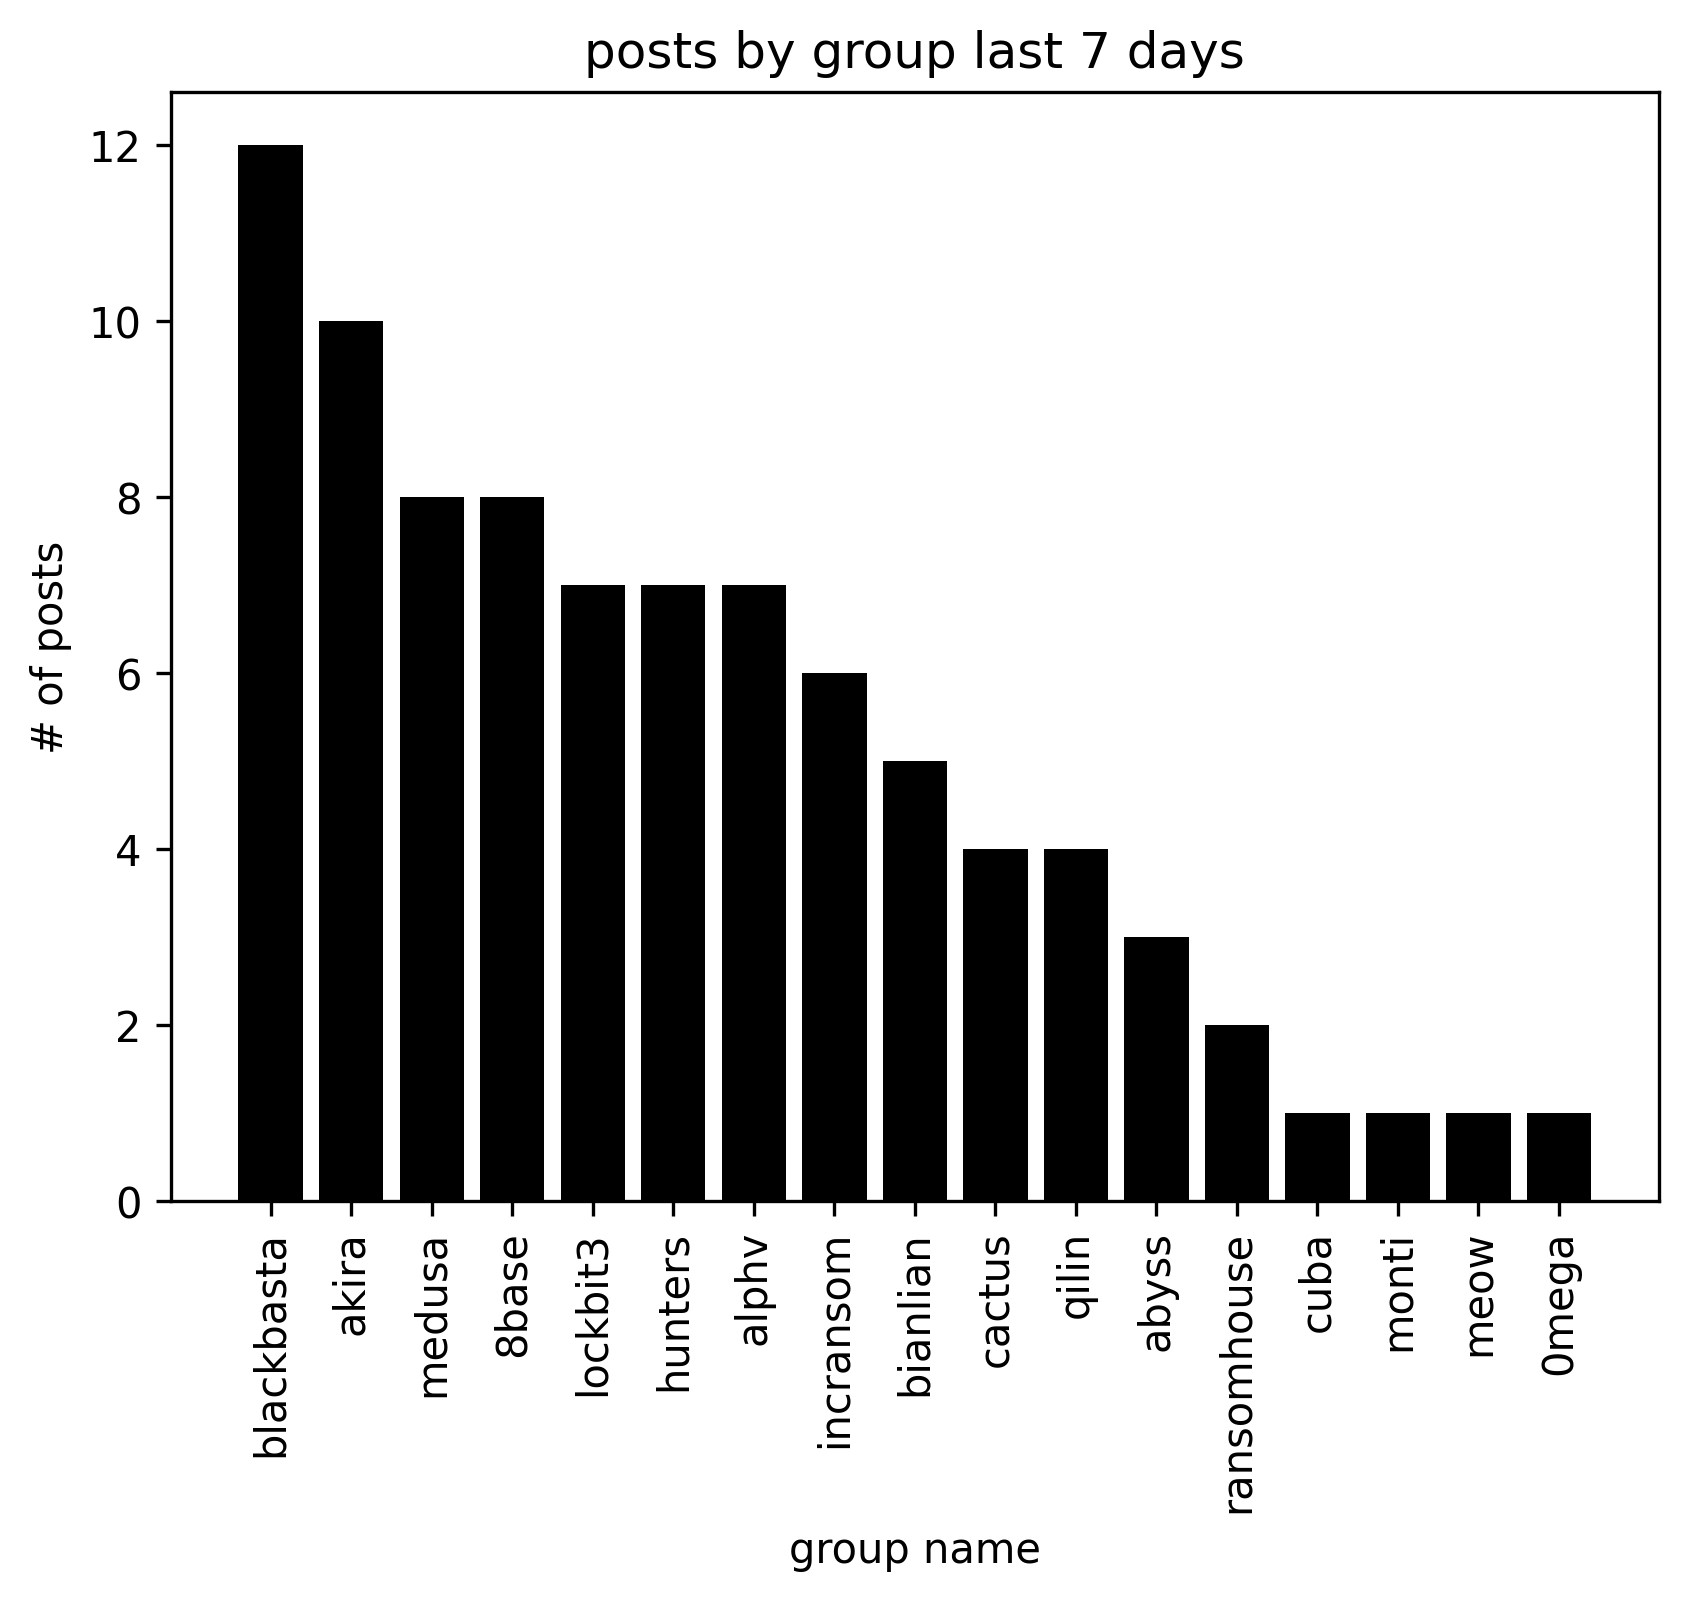 posts by group last 7 days
# of posts
12
10
8
6
4
2
0
blackbasta
akira
medusa
8base
lockbit3
hunters
alphv
incransom
bianlian
cactus
qilin
abyss
ransomhouse
cuba
monti
meow
0mega
group name